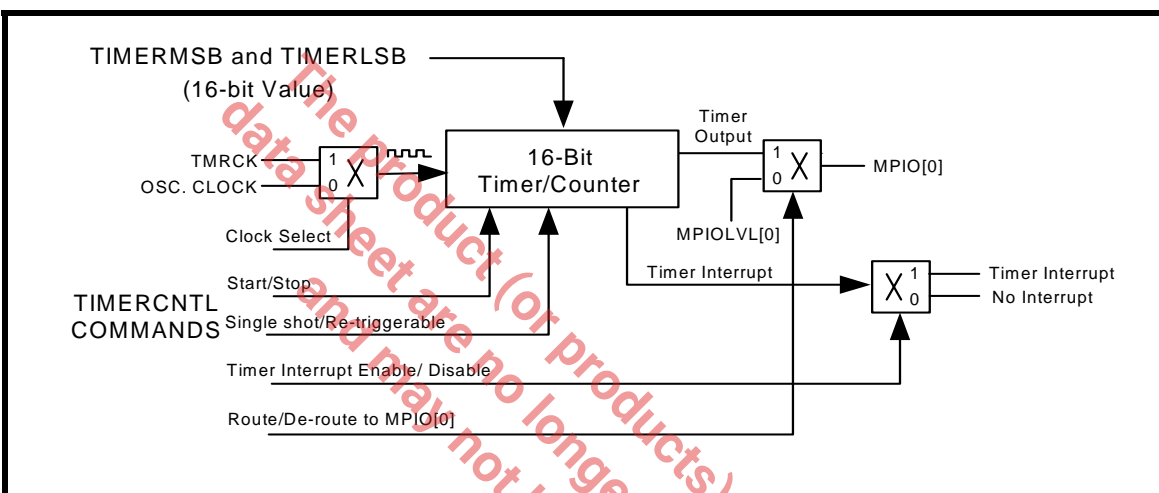 TIMERMSB and TIMERLSB
(16-bit Value)
TMRCK
OSC. CLOCK
1
0
X
Clock Select
16-Bit
Timer/Counter
Timer
Output
1
0
X
MPIO[0]
MPIOLVL[0]
Timer Interrupt
X
1
0
Timer Interrupt
No Interrupt
TIMERCNTL
COMMANDS
Start/Stop
Single shot/Re-triggerable
Timer Interrupt Enable/ Disable
Route/De-route to MPIO[0]
The product (or products)
data sheet are no longe
and may not